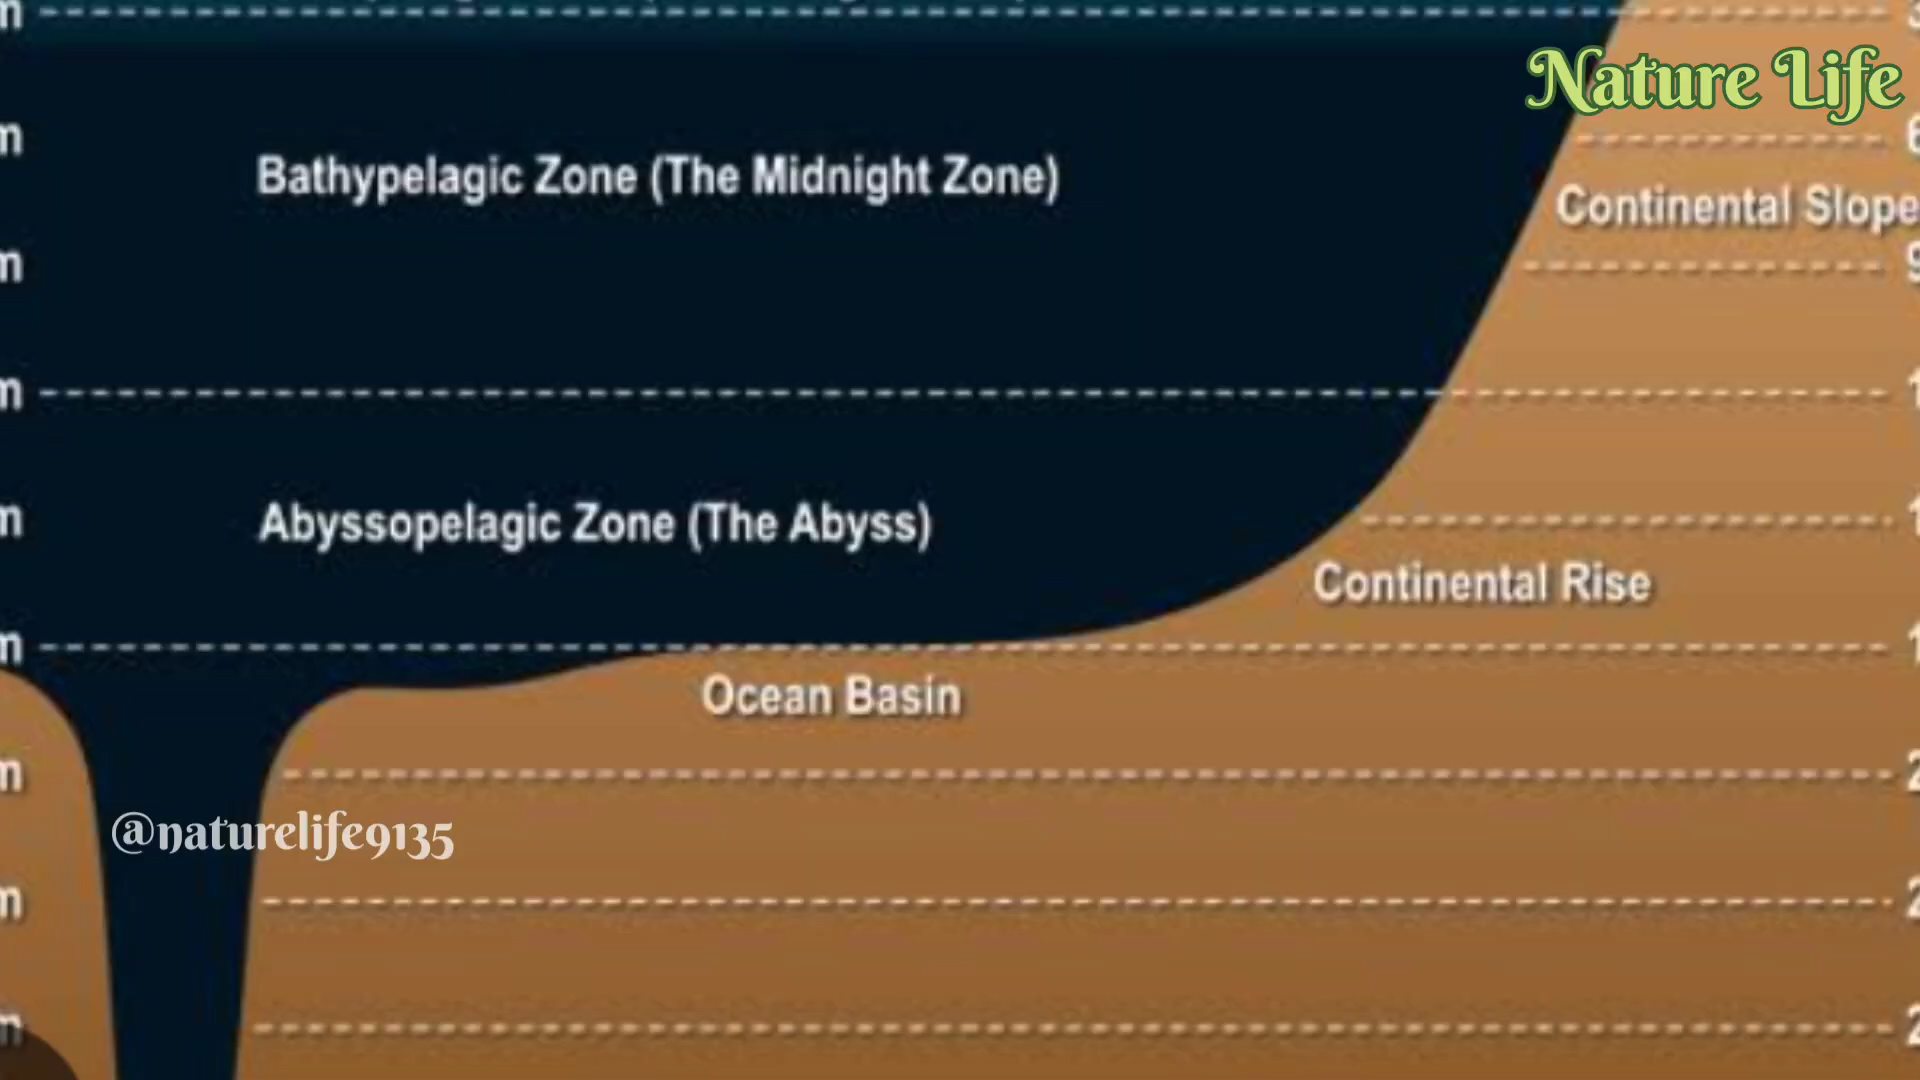 Nature Life
Bathypelagic Zone (The Midnight Zone)
Continental Slope
Abyssopelagic Zone (The Abyss)
Continental Rise
Ocean Basin
@naturelife9135